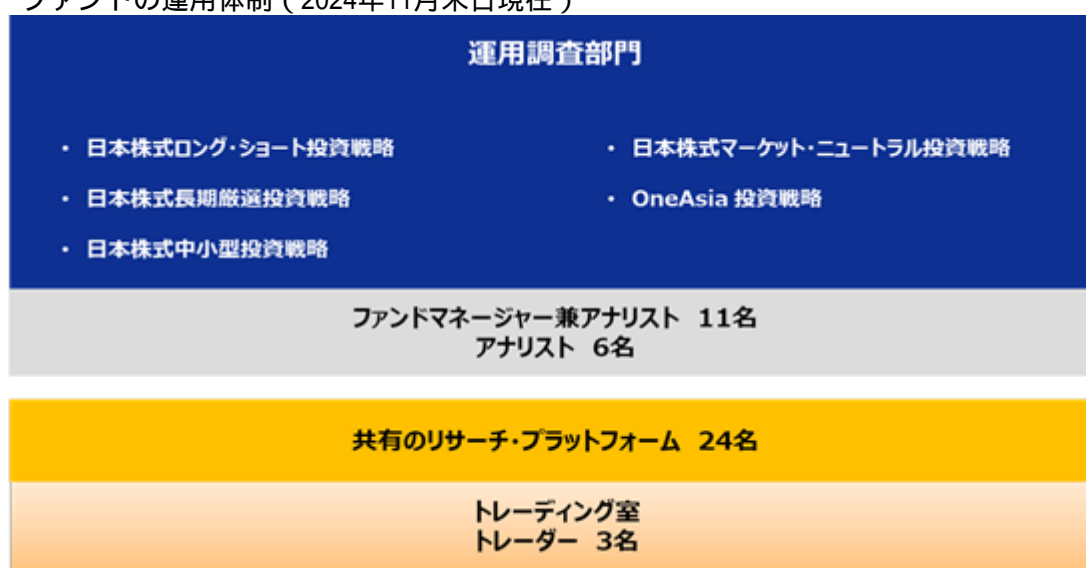 ファンドの運用体制(2024年11月末日現在)
運用調査部門
・ 日本株式ロング・ショート投資戦略
・ 日本株式マーケット・ニュートラル投資戦略
・ 日本株式長期厳選投資戦略
・ OneAsia 投資戦略
・ 日本株式中小型投資戦略
ファンドマネージャー兼アナリスト 11名
アナリスト 6名
共有のリサーチ・プラットフォーム 24名
トレーディング室
トレーダー 3名